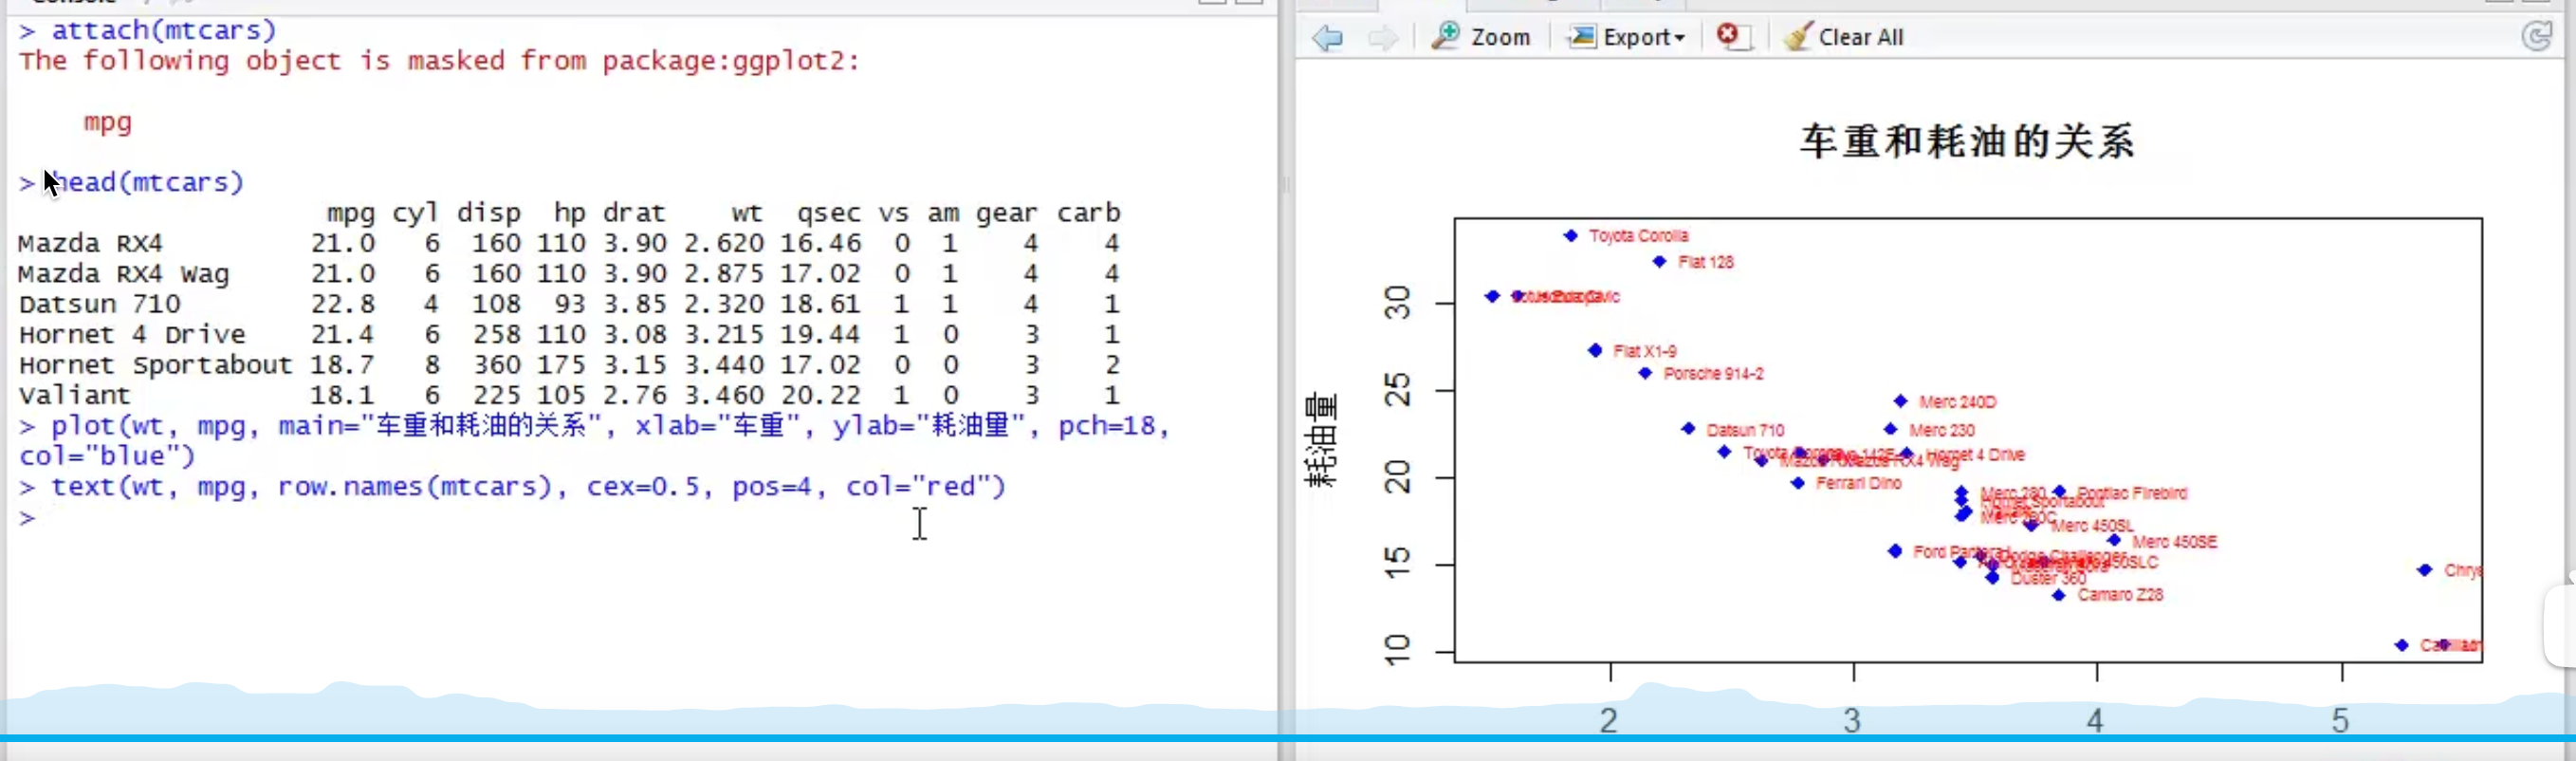 > attach(mtcars)
The following object is masked from package:ggplot2:
mpg
> head(mtcars)
mpg cyl disp hp drat wt qsec vs am gear carb
Mazda RX4 21.0 6 160 110 3.90 2.620 16.46 0 1 4 4
Mazda RX4 Wag 21.0 6 160 110 3.90 2.875 17.02 0 1 4 4
Datsun 710 22.8 4 108 93 3.85 2.320 18.61 1 1 4 1
Hornet 4 Drive 21.4 6 258 110 3.08 3.215 19.44 1 0 3 1
Hornet Sportabout 18.7 8 360 175 3.15 3.440 17.02 0 0 3 2
Valiant 18.1 6 225 105 2.76 3.460 20.22 1 0 3 1
> plot(wt, mpg, main="车重和耗油的关系", xlab="车重", ylab="耗油量", pch=18,
col="blue")
> text(wt, mpg, row.names(mtcars), cex=0.5, pos=4, col="red")
>
Zoom Export Clear All
车重和耗油的关系
Toyota Corolla
Fiat 128
30
Fiat X1-9
Porsche 914-2
25
Merc 240D
Datsun 710
Merc 230
Hornet 4 Drive
耗油量
20
Ferrari Dino
Merc 280
Pontiac Firebird
Hornet Sportabout
Merc 280C
Merc 450SL
Merc 450SE
Ford Pantera L
Dodge Challenger
15
Duster 360
Chrys
Camaro Z28
10
2 3 4 5